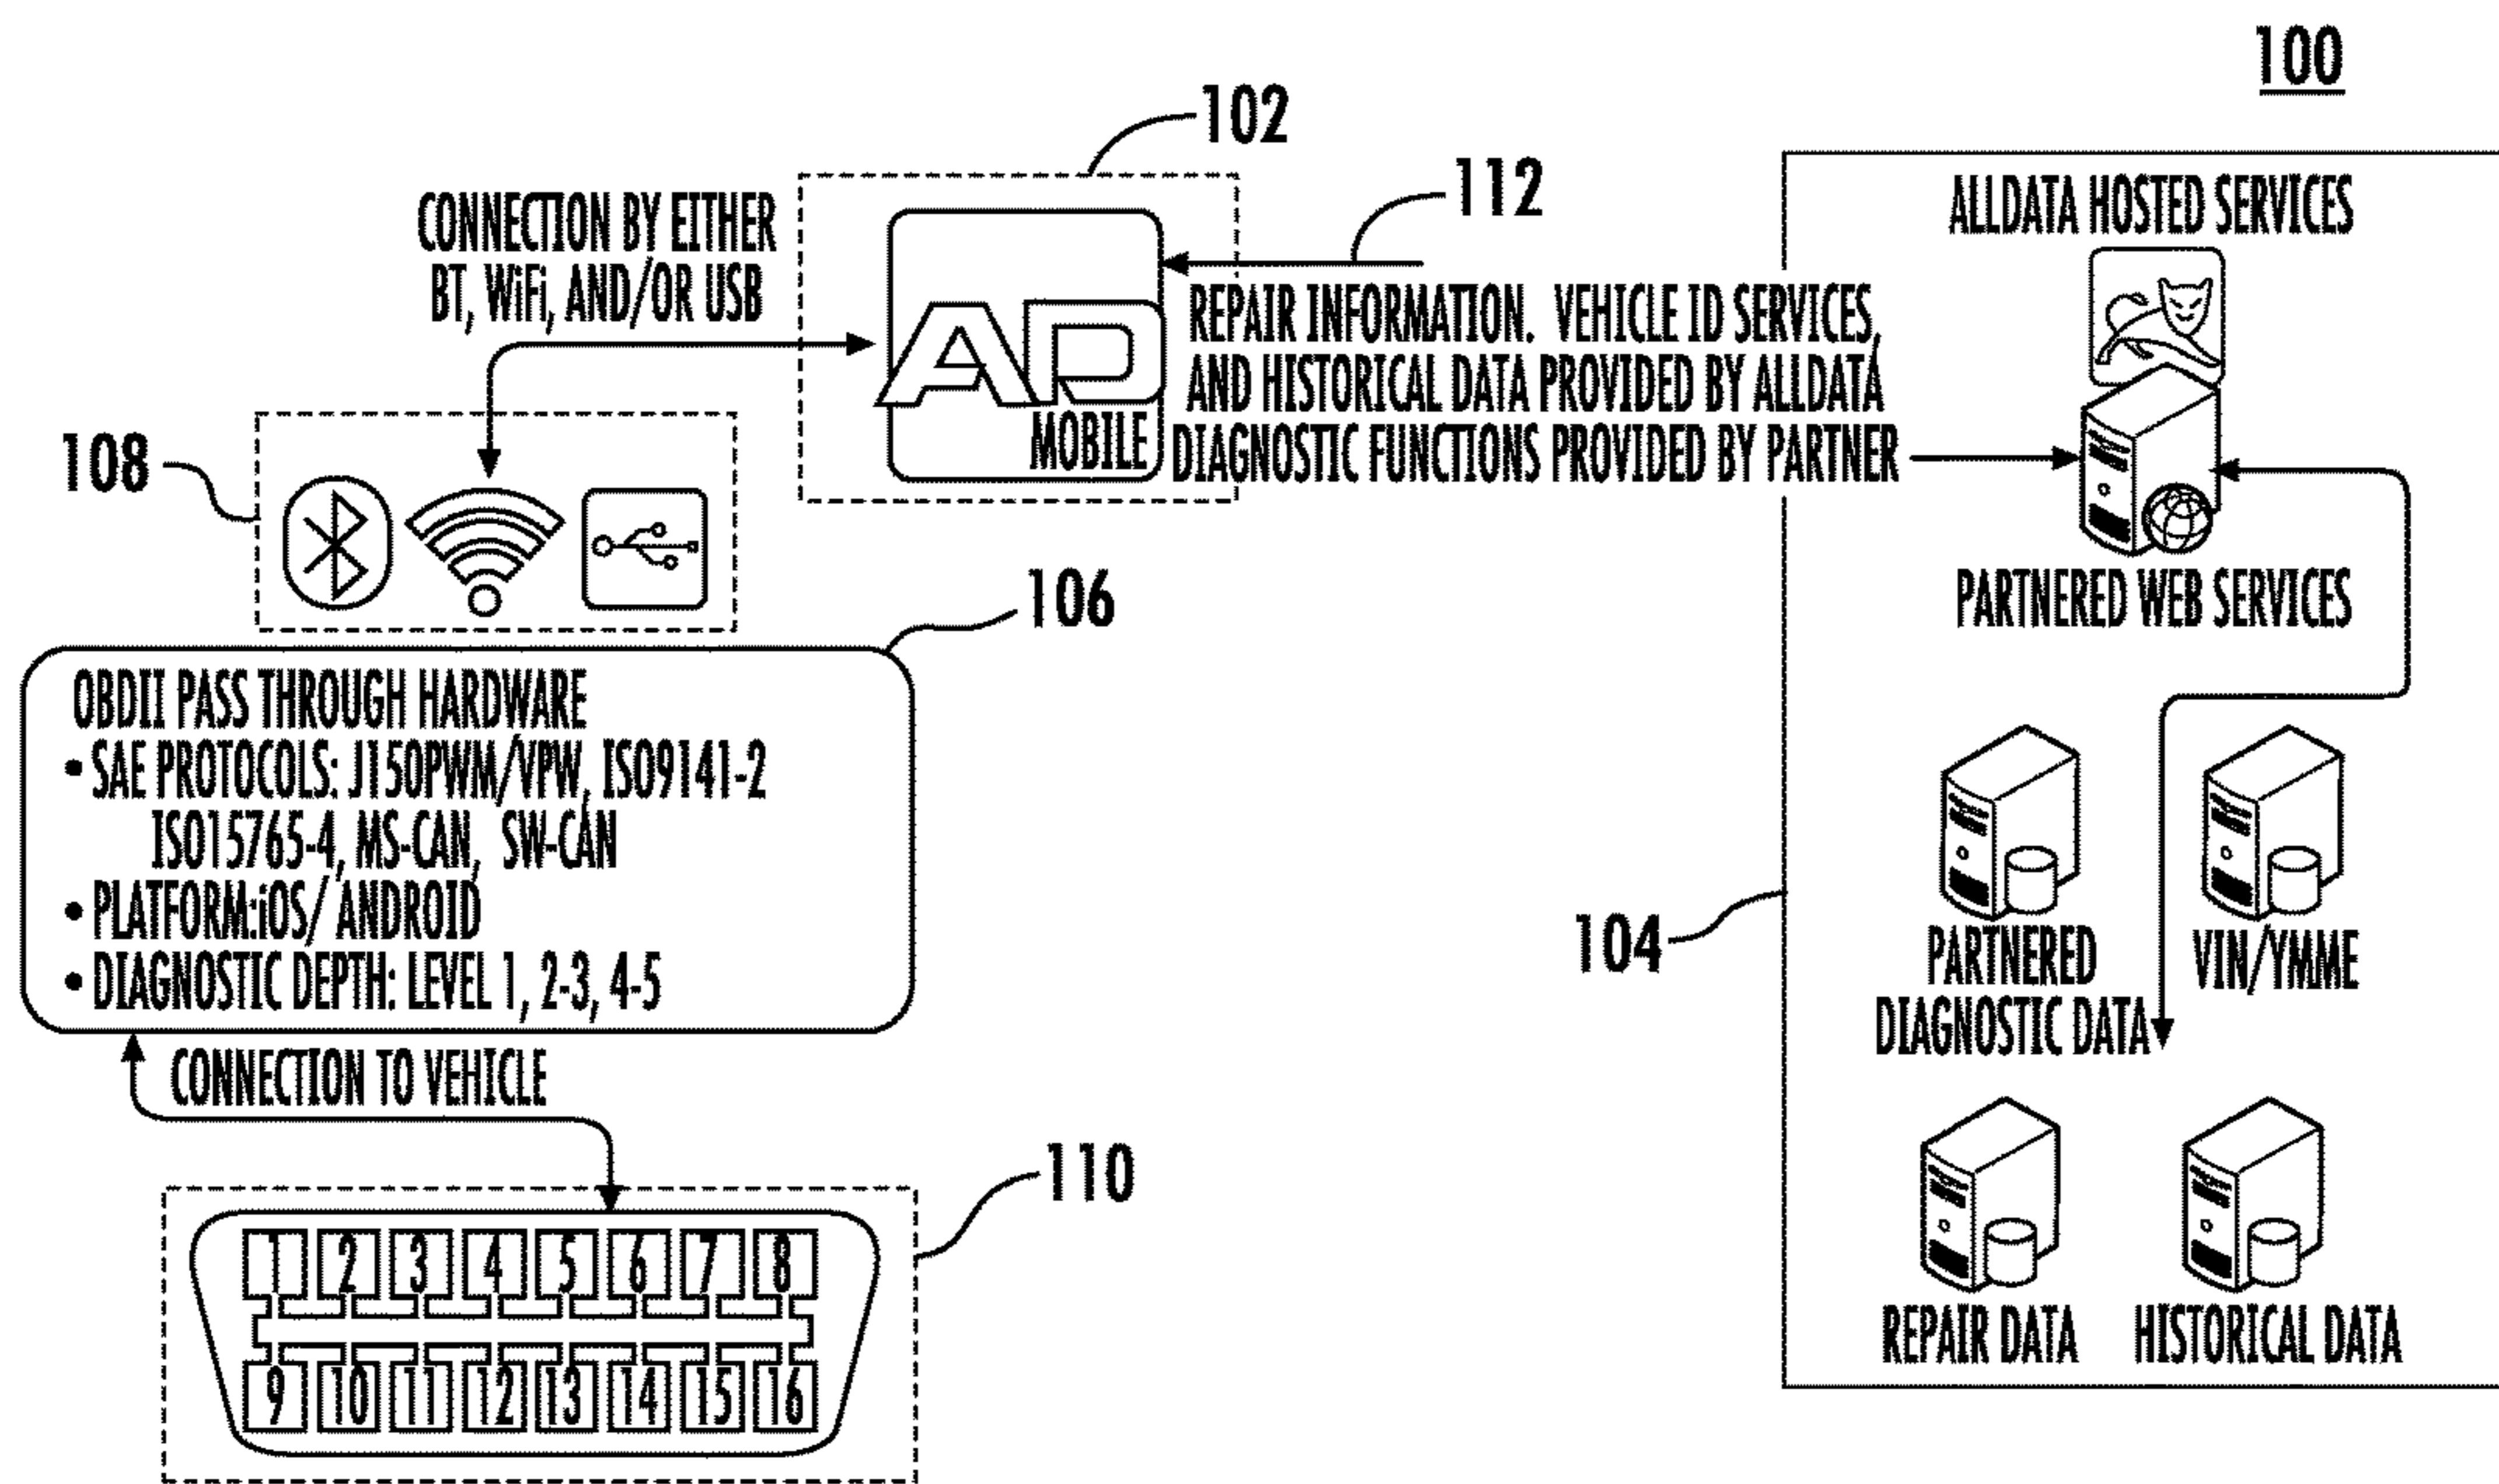 100
102
112
CONNECTION BY EITHER
BT, WiFi, AND/OR USB
AD
MOBILE
REPAIR INFORMATION. VEHICLE ID SERVICES,
AND HISTORICAL DATA PROVIDED BY ALLDATA
DIAGNOSTIC FUNCTIONS PROVIDED BY PARTNER
ALLDATA HOSTED SERVICES
PARTNERED WEB SERVICES
108
106
OBDII PASS THROUGH HARDWARE
• SAE PROTOCOLS: J150PWM/VPW, ISO9141-2
ISO15765-4, MS-CAN, SW-CAN
• PLATFORM:iOS/ ANDROID
• DIAGNOSTIC DEPTH: LEVEL 1, 2-3, 4-5
104
PARTNERED
DIAGNOSTIC DATA
VIN/YMME
CONNECTION TO VEHICLE
110
1 2 3 4 5 6 7 8
9 10 11 12 13 14 15 16
REPAIR DATA
HISTORICAL DATA